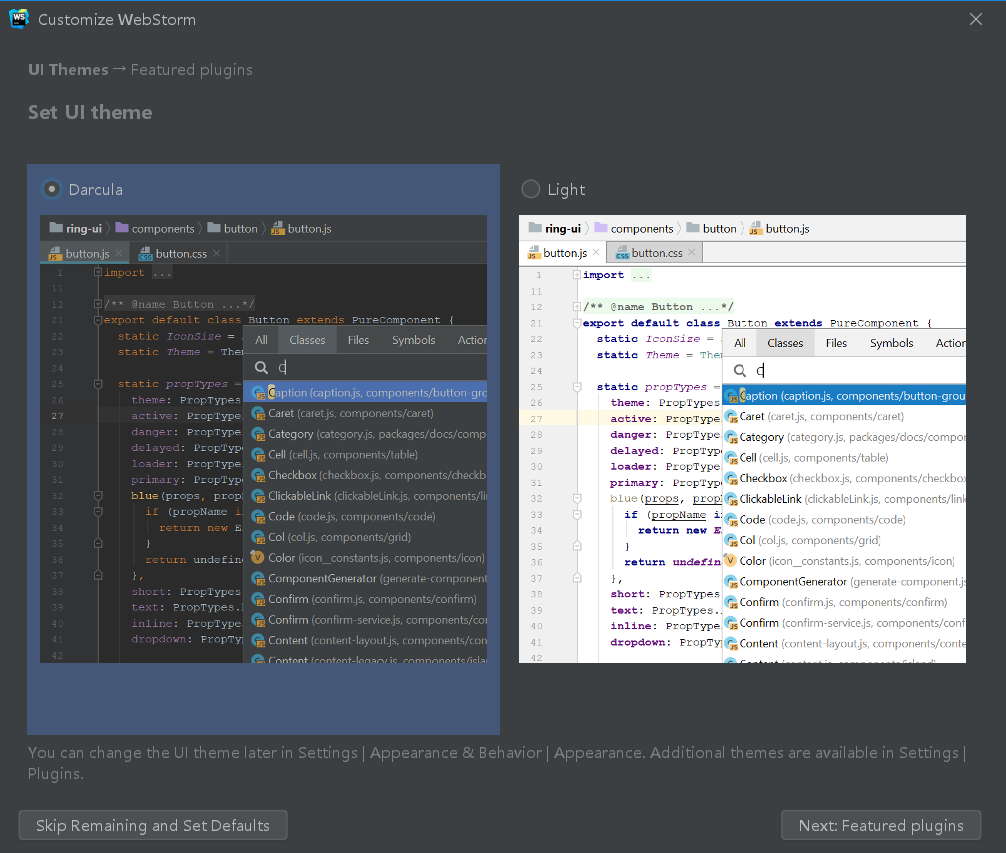 WS Customize WebStorm
UI Themes → Featured plugins
Set UI theme
Darcula
ring-ui components button button.js
button.js button.css
1 import ...
11
12 /** @name Button ...*/
21 export default class Button extends PureComponent {
22 static IconSize =
23 static Theme = Then
24
25 static propTypes =
26 theme: PropTypes
27 active: PropType
28 danger: PropType
29 delayed: PropTyp
30 loader: PropType
31 primary: PropTyp
32 blue(props, prop
33 if (propName i
34 return new E
35 }
36 return undefin
37 },
38 short: PropTypes
39 text: PropTypes.
40 inline: PropType
41 dropdown: PropTy
42
All Classes Files Symbols Action
C
Caption (caption.js, components/button-gro
Caret (caret.js, components/caret)
Category (category.js, packages/docs/comp
Cell (cell.js, components/table)
Checkbox (checkbox.js, components/checkb
ClickableLink (clickableLink.js, components/li
Code (code.js, components/code)
Col (col.js, components/grid)
Color (icon__constants.js, components/icon)
ComponentGenerator (generate-component
Confirm (confirm.js, components/confirm)
Confirm (confirm-service.js, components/con
Content (content-layout.js, components/con
Content (content-legacy.js, components/islan
Light
ring-ui components button button.js
button.js button.css
1 import ...
11
12 /** @name Button ...*/
21 export default class Button extends PureComponent {
22 static IconSize =
23 static Theme = Then
24
25 static propTypes =
26 theme: PropTypes
27 active: PropType
28 danger: PropType
29 delayed: PropTyp
30 loader: PropType
31 primary: PropTyp
32 blue(props, prop
33 if (propName i
34 return new E
35 }
36 return undefin
37 },
38 short: PropTypes
39 text: PropTypes.
40 inline: PropType
41 dropdown: PropTy
42
All Classes Files Symbols Action
C
Caption (caption.js, components/button-grou
Caret (caret.js, components/caret)
Category (category.js, packages/docs/compor
Cell (cell.js, components/table)
Checkbox (checkbox.js, components/checkbox
ClickableLink (clickableLink.js, components/link
Code (code.js, components/code)
Col (col.js, components/grid)
Color (icon__constants.js, components/icon)
ComponentGenerator (generate-component.js
Confirm (confirm.js, components/confirm)
Confirm (confirm-service.js, components/conf
Content (content-layout.js, components/conte
Content (content.js, components/island)
You can change the UI theme later in Settings | Appearance & Behavior | Appearance. Additional themes are available in Settings |
Plugins.
Skip Remaining and Set Defaults
Next: Featured plugins